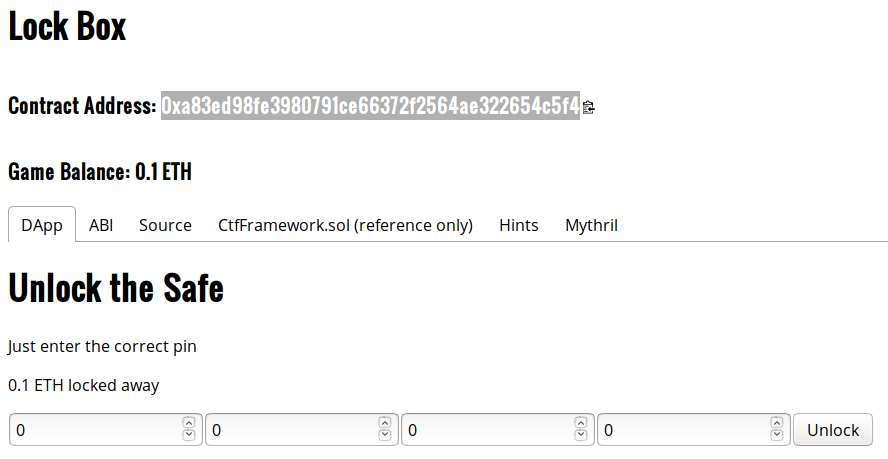 Lock Box
Contract Address: 0xa83ed98fe3980791ce66372f2564ae322654c5f4
Game Balance: 0.1 ETH
DApp ABI Source CtfFramework.sol (reference only) Hints Mythril
Unlock the Safe
Just enter the correct pin
0.1 ETH locked away
0 0 0 0 Unlock